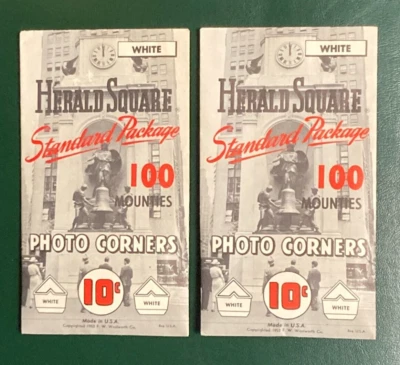 WHITE
HERALD SQUARE
Standard Package
100
MOUNTIES
PHOTO CORNERS
WHITE
10¢
WHITE
Made in U.S.A.
WHITE
HERALD SQUARE
Standard Package
100
MOUNTIES
PHOTO CORNERS
WHITE
10¢
WHITE
Made in U.S.A.